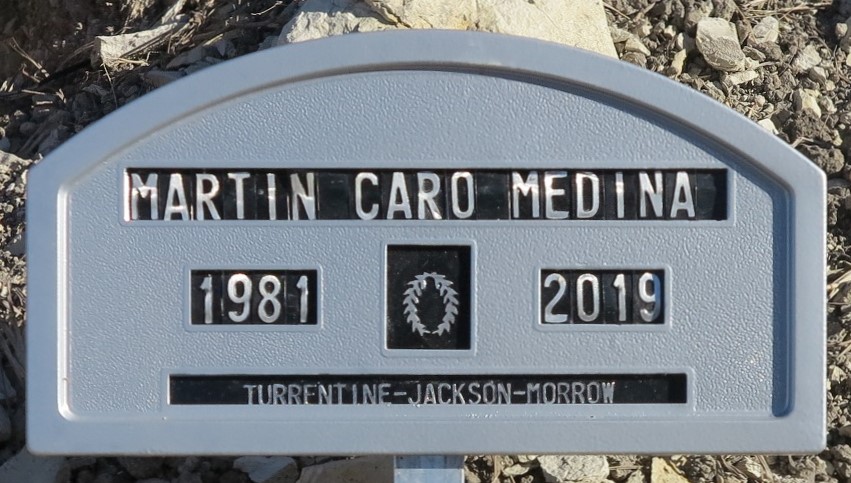 MARTIN CARO MEDINA
1981 2019
TURRENTINE-JACKSON-MORROW